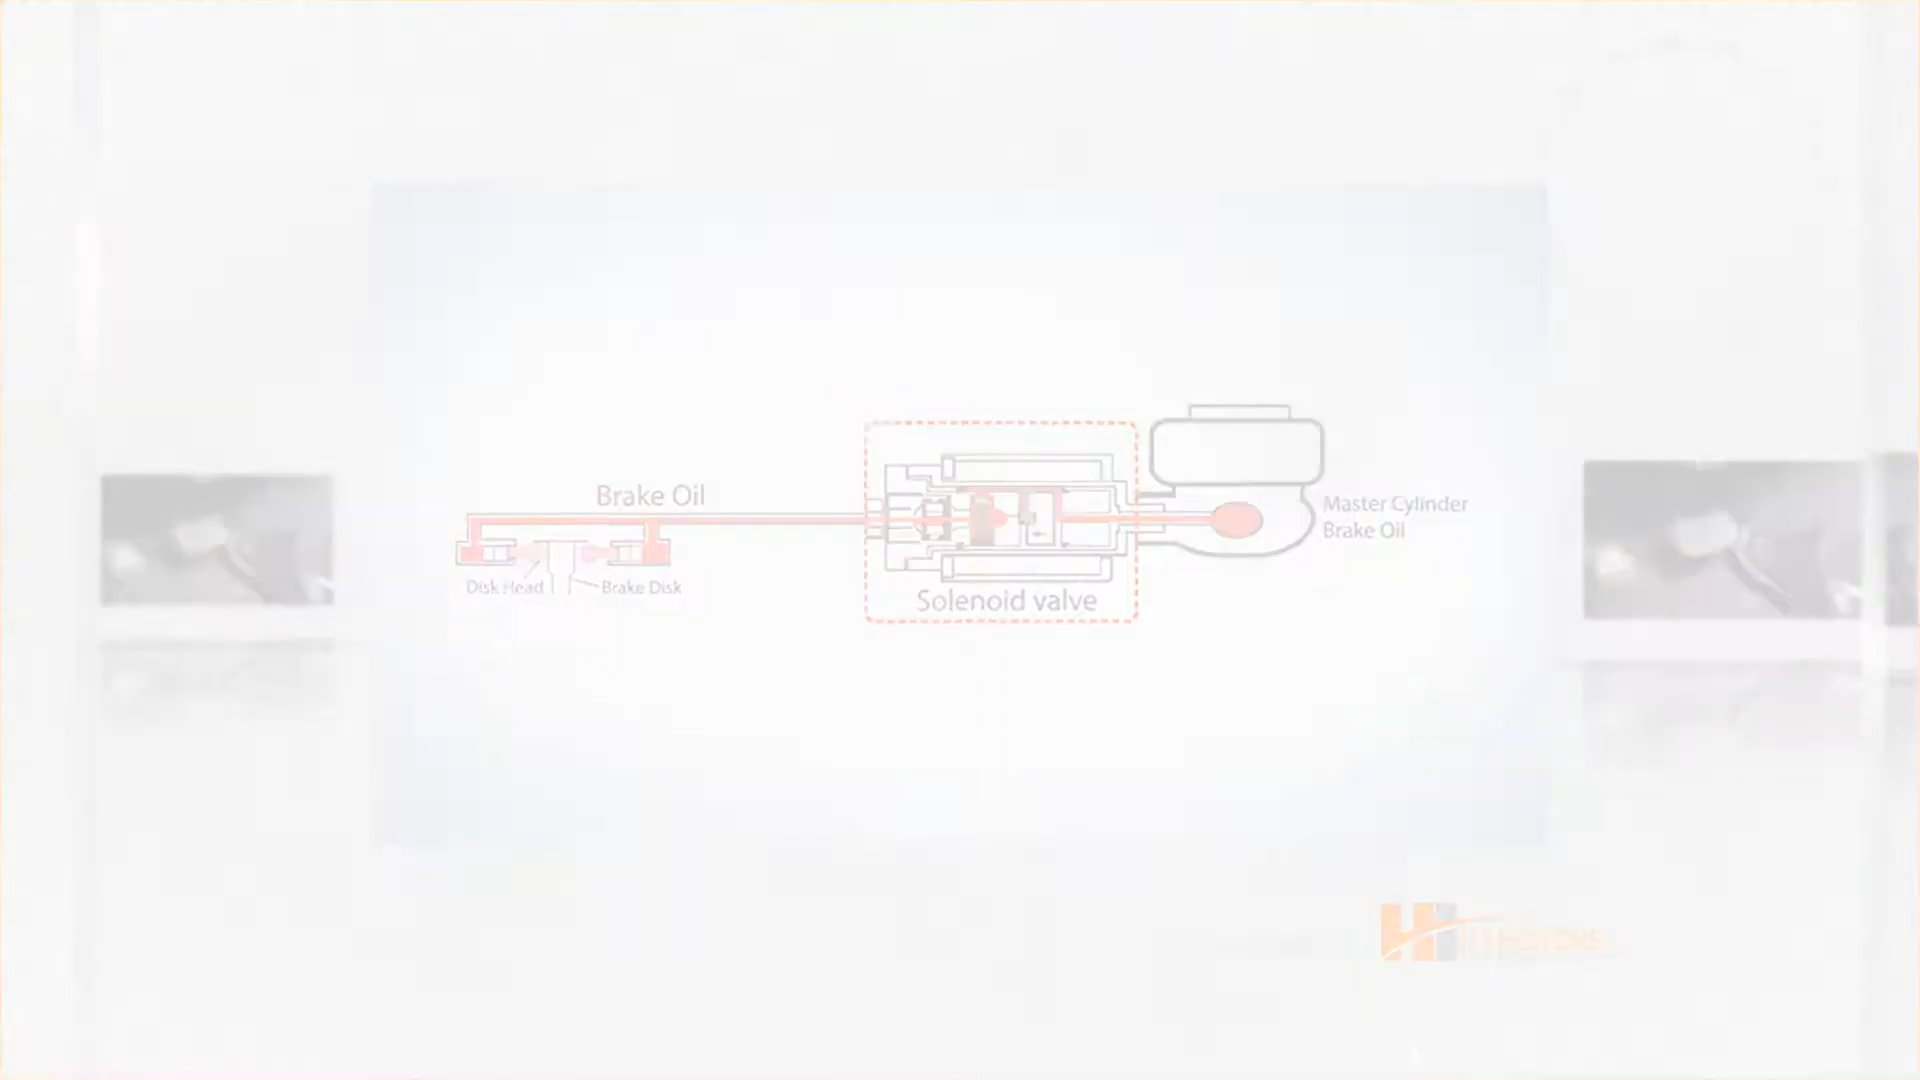 Brake Oil
Master Cylinder
Brake Oil
Disk Head
Brake Disk
Solenoid valve